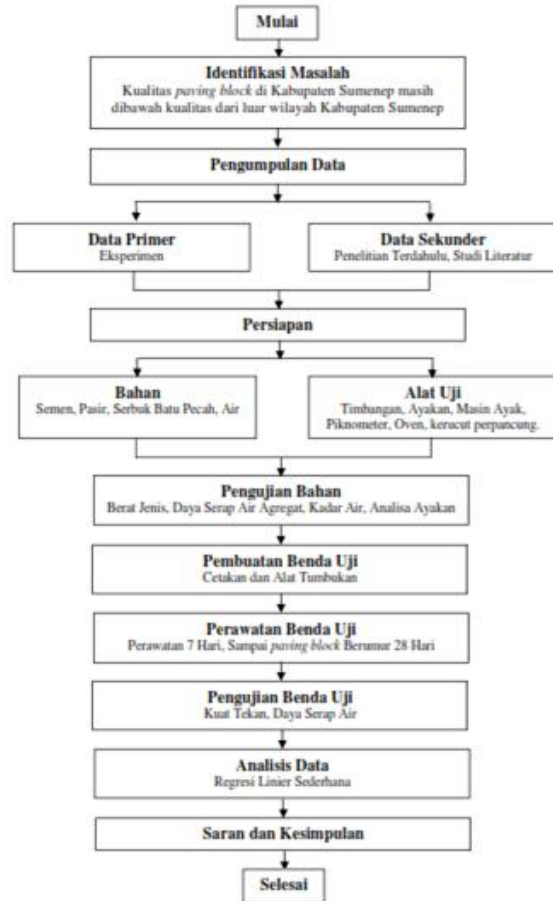 Mulai
Identifikasi Masalah
Kualitas paving block di Kabupaten Sumenep masih
dibawah kualitas dari luar wilayah Kabupaten Sumenep
Pengumpulan Data
Data Primer
Eksperimen
Data Sekunder
Penelitian Terdahulu, Studi Literatur
Persiapan
Bahan
Semen, Pasir, Serbuk Batu Pecah, Air
Alat Uji
Timbangan, Ayakan, Masin Ayak,
Piknometer, Oven, kerucut perpancung.
Pengujian Bahan
Berat Jenis, Daya Serap Air Agregat, Kadar Air, Analisa Ayakan
Pembuatan Benda Uji
Cetakan dan Alat Tumbukan
Perawatan Benda Uji
Perawatan 7 Hari, Sampai paving block Berumur 28 Hari
Pengujian Benda Uji
Kuat Tekan, Daya Serap Air
Analisis Data
Regresi Linier Sederhana
Saran dan Kesimpulan
Selesai